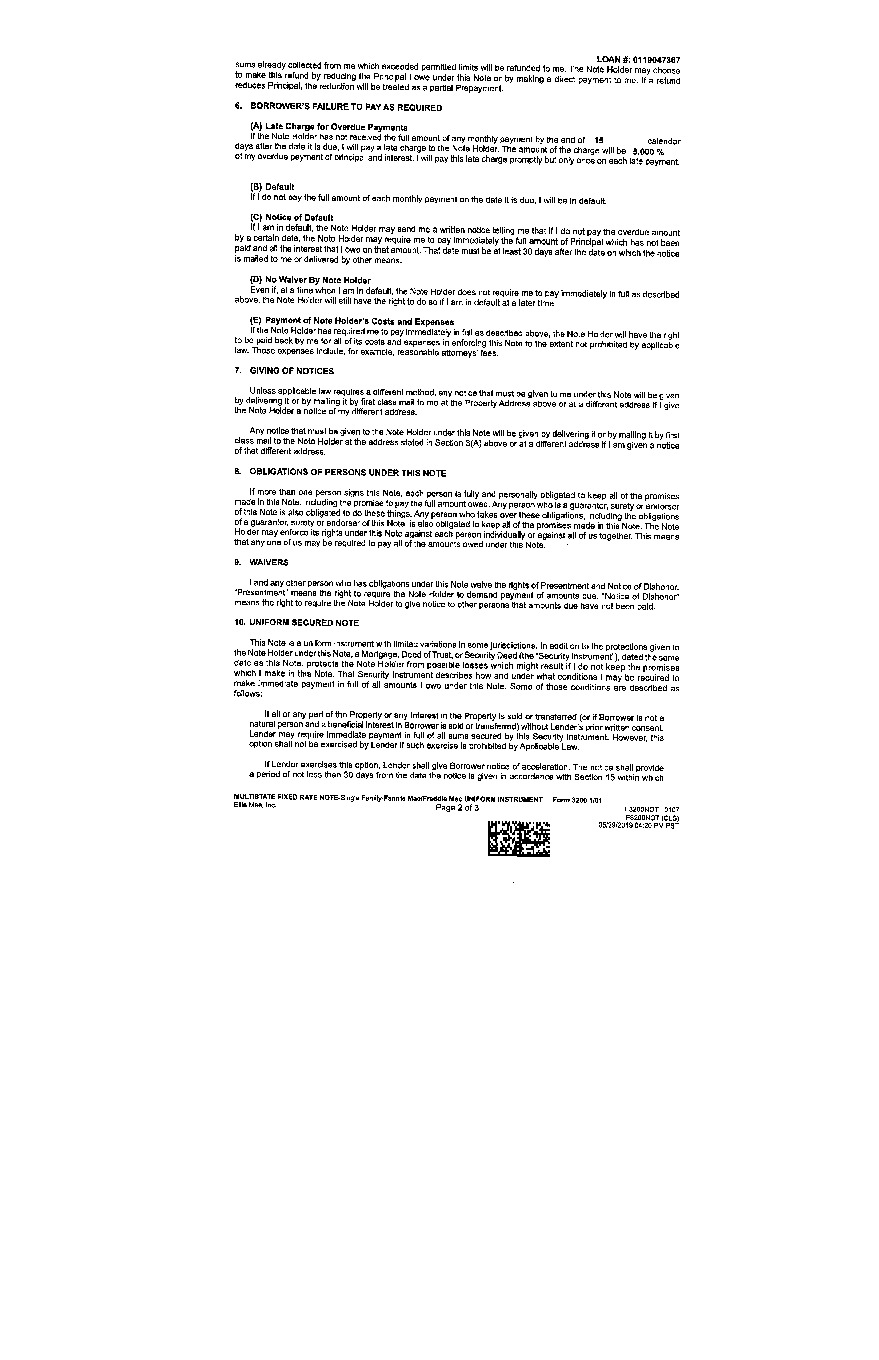 LOAN #: 0119047367
sums already collected from me which exceeded permitted limits will be refunded to me. The Note Holder may choose
to make this refund by reducing the Principal I owe under this Note or by making a direct payment to me. If a refund
reduces Principal, the reduction will be treated as a partial Prepayment.
6. BORROWER'S FAILURE TO PAY AS REQUIRED
(A) Late Charge for Overdue Payments
If the Note Holder has not received the full amount of any monthly payment by the end of 15 calendar
days after the date it is due, I will pay a late charge to the Note Holder. The amount of the charge will be 5.000 %
of my overdue payment of principal and interest. I will pay this late charge promptly but only once on each late payment.
(B) Default
If I do not pay the full amount of each monthly payment on the date it is due, I will be in default.
(C) Notice of Default
If I am in default, the Note Holder may send me a written notice telling me that if I do not pay the overdue amount
by a certain date, the Note Holder may require me to pay immediately the full amount of Principal which has not been
paid and all the interest that I owe on that amount. That date must be at least 30 days after the date on which the notice
is mailed to me or delivered by other means.
(D) No Waiver By Note Holder
Even if, at a time when I am in default, the Note Holder does not require me to pay immediately in full as described
above, the Note Holder will still have the right to do so if I am in default at a later time.
(E) Payment of Note Holder's Costs and Expenses
If the Note Holder has required me to pay immediately in full as described above, the Note Holder will have the right
to be paid back by me for all of its costs and expenses in enforcing this Note to the extent not prohibited by applicable
law. Those expenses include, for example, reasonable attorneys' fees.
7. GIVING OF NOTICES
Unless applicable law requires a different method, any notice that must be given to me under this Note will be given
by delivering it or by mailing it by first class mail to me at the Property Address above or at a different address if I give
the Note Holder a notice of my different address.
Any notice that must be given to the Note Holder under this Note will be given by delivering it or by mailing it by first
class mail to the Note Holder at the address stated in Section 3(A) above or at a different address if I am given a notice
of that different address.
8. OBLIGATIONS OF PERSONS UNDER THIS NOTE
If more than one person signs this Note, each person is fully and personally obligated to keep all of the promises
made in this Note, including the promise to pay the full amount owed. Any person who is a guarantor, surety or endorser
of this Note is also obligated to do these things. Any person who takes over these obligations, including the obligations
of a guarantor, surety or endorser of this Note, is also obligated to keep all of the promises made in this Note. The Note
Holder may enforce its rights under this Note against each person individually or against all of us together. This means
that any one of us may be required to pay all of the amounts owed under this Note.
9. WAIVERS
I and any other person who has obligations under this Note waive the rights of Presentment and Notice of Dishonor.
"Presentment" means the right to require the Note Holder to demand payment of amounts due. "Notice of Dishonor"
means the right to require the Note Holder to give notice to other persons that amounts due have not been paid.
10. UNIFORM SECURED NOTE
This Note is a uniform instrument with limited variations in some jurisdictions. In addition to the protections given to
the Note Holder under this Note, a Mortgage, Deed of Trust, or Security Deed (the "Security Instrument"), dated the same
date as this Note, protects the Note Holder from possible losses which might result if I do not keep the promises
which I make in this Note. That Security Instrument describes how and under what conditions I may be required to
make immediate payment in full of all amounts I owe under this Note. Some of those conditions are described as
follows:
If all or any part of the Property or any Interest in the Property is sold or transferred (or if Borrower is not a
natural person and a beneficial interest in Borrower is sold or transferred) without Lender's prior written consent,
Lender may require immediate payment in full of all sums secured by this Security Instrument. However, this
option shall not be exercised by Lender if such exercise is prohibited by Applicable Law.
If Lender exercises this option, Lender shall give Borrower notice of acceleration. The notice shall provide
a period of not less than 30 days from the date the notice is given in accordance with Section 15 within which
MULTISTATE FIXED RATE NOTE-Single Family-Fannie Mae/Freddie Mac UNIFORM INSTRUMENT Form 3200 1/01
Ellie Mae, Inc. Page 2 of 3 F3200NOT 0107
F3200NOT (CLS)
05/29/2019 04:20 PM PST